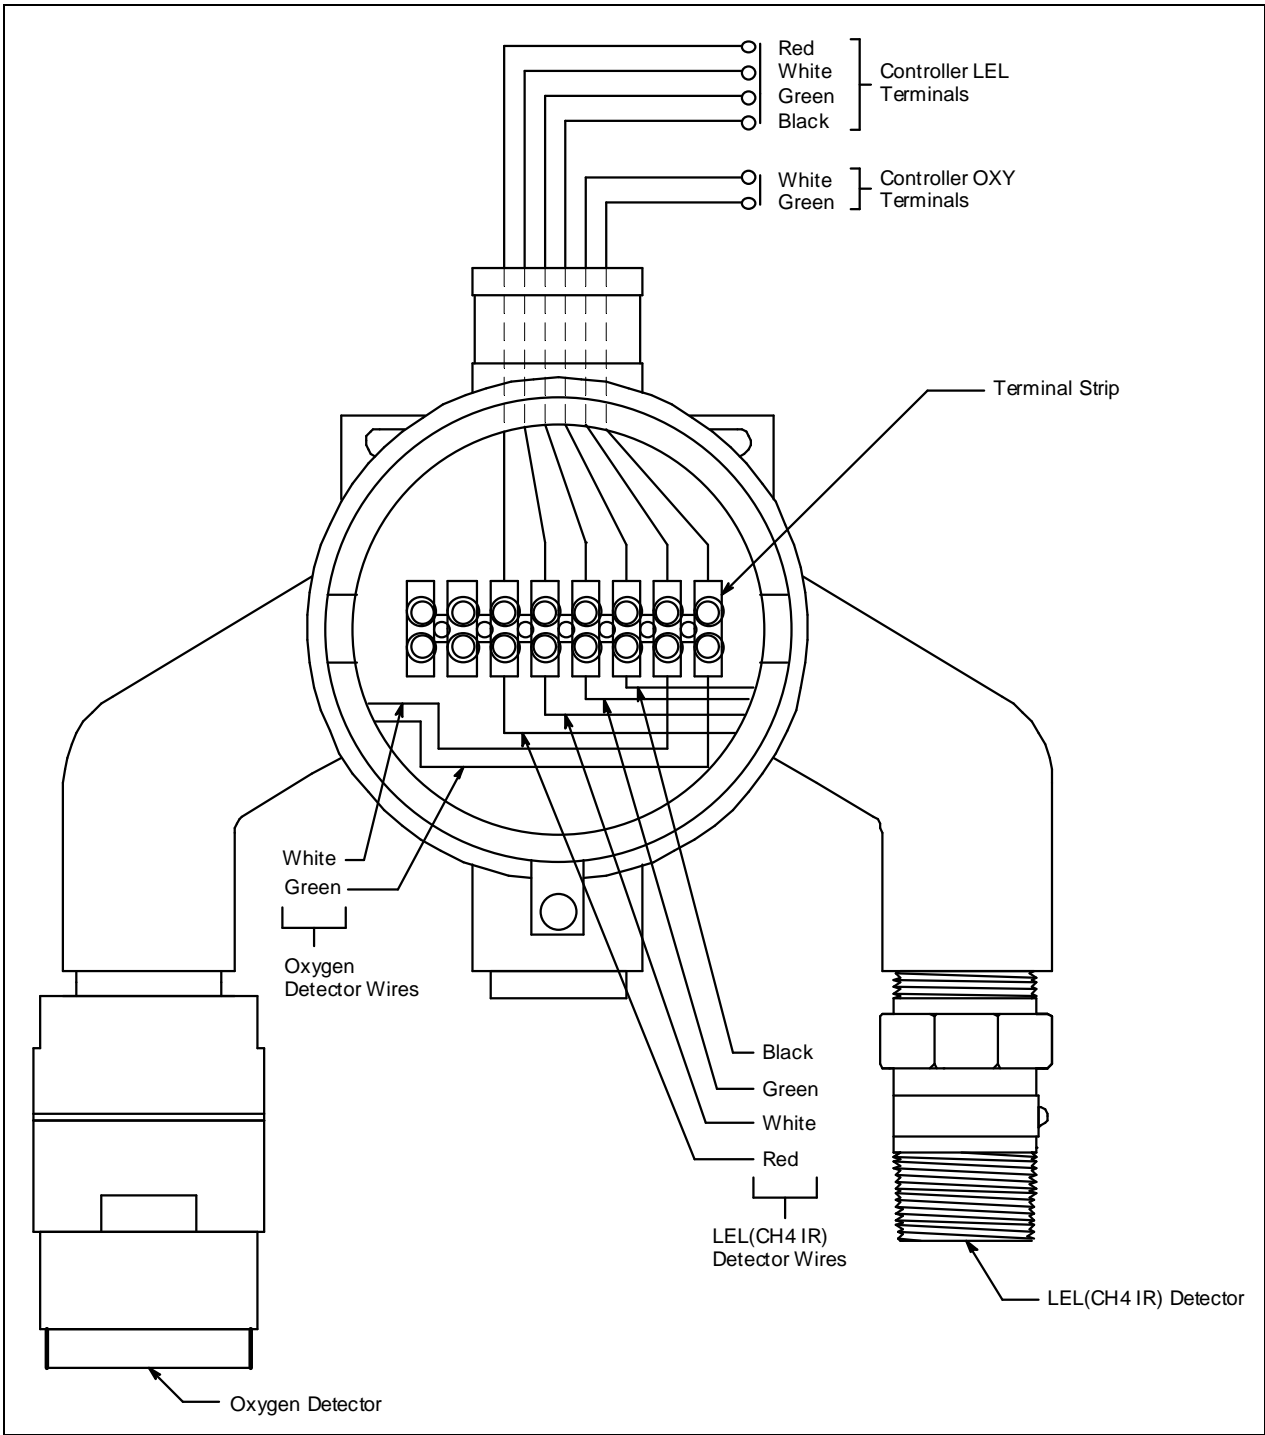 Red
White
Green
Black
Controller LEL
Terminals
White
Green
Controller OXY
Terminals
Terminal Strip
White
Green
Oxygen
Detector Wires
Black
Green
White
Red
LEL(CH4 IR)
Detector Wires
LEL(CH4 IR) Detector
Oxygen Detector